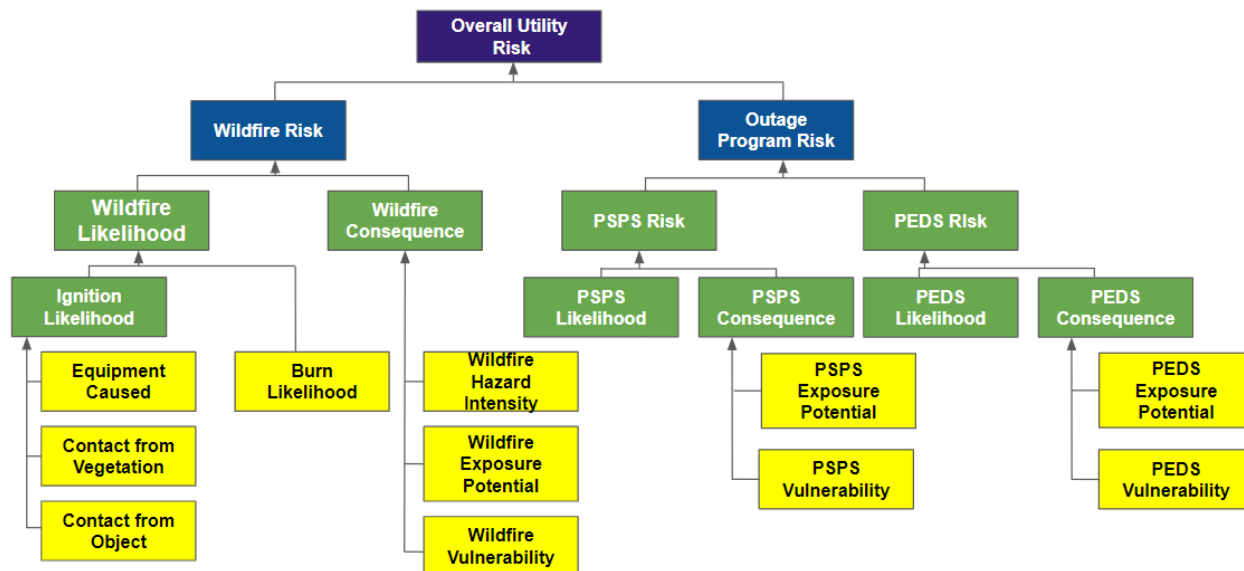 Overall Utility
Risk
Wildfire Risk
Outage
Program Risk
Wildfire
Likelihood
Wildfire
Consequence
PSPS Risk
PEDS RIsk
Ignition
Likelihood
PSPS
Likelihood
PSPS
Consequence
PEDS
Likelihood
PEDS
Consequence
Equipment
Caused
Burn
Likelihood
Wildfire
Hazard
Intensity
PSPS
Exposure
Potential
PEDS
Exposure
Potential
Contact from
Vegetation
Wildfire
Exposure
Potential
PSPS
Vulnerability
PEDS
Vulnerability
Contact from
Object
Wildfire
Vulnerability